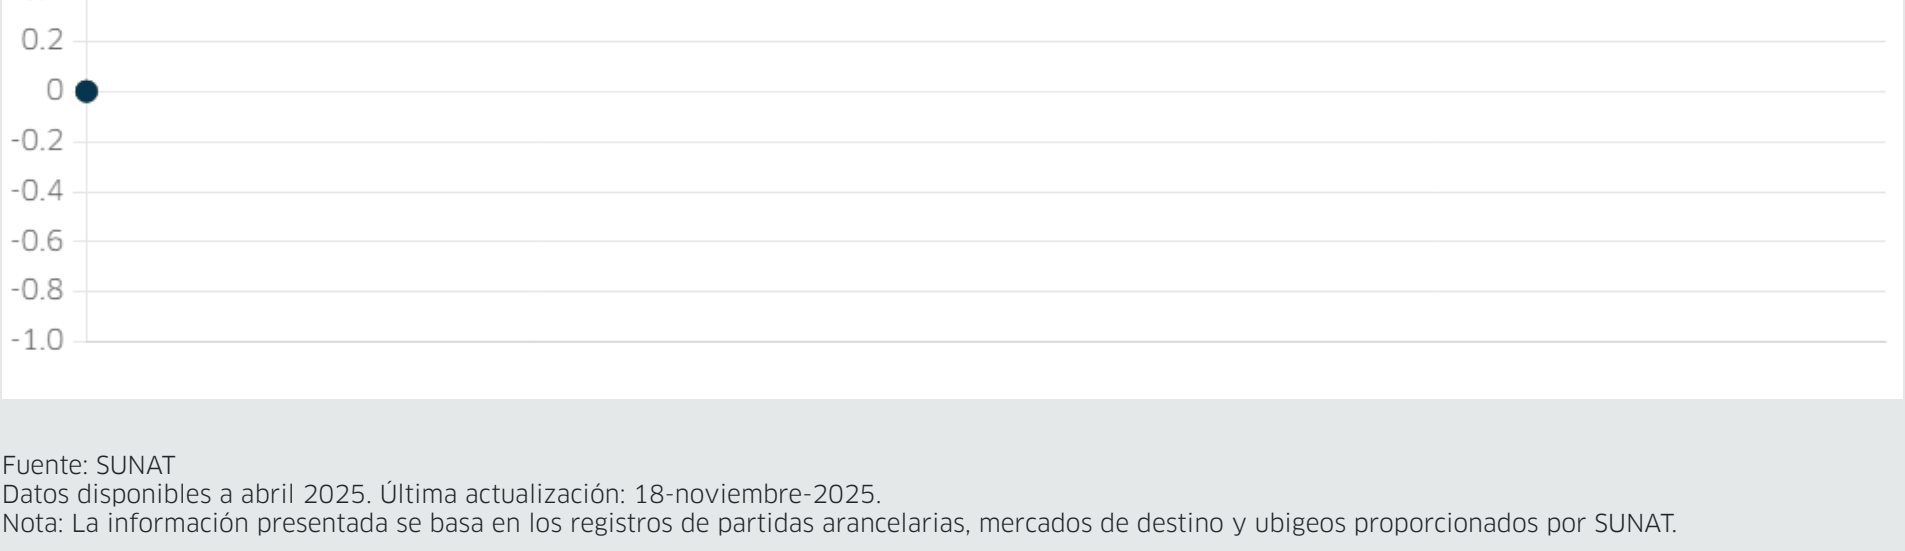 0.2
0
-0.2
-0.4
-0.6
-0.8
-1.0
Fuente: SUNAT
Datos disponibles a abril 2025. Última actualización: 18-noviembre-2025.
Nota: La información presentada se basa en los registros de partidas arancelarias, mercados de destino y ubigeos proporcionados por SUNAT.